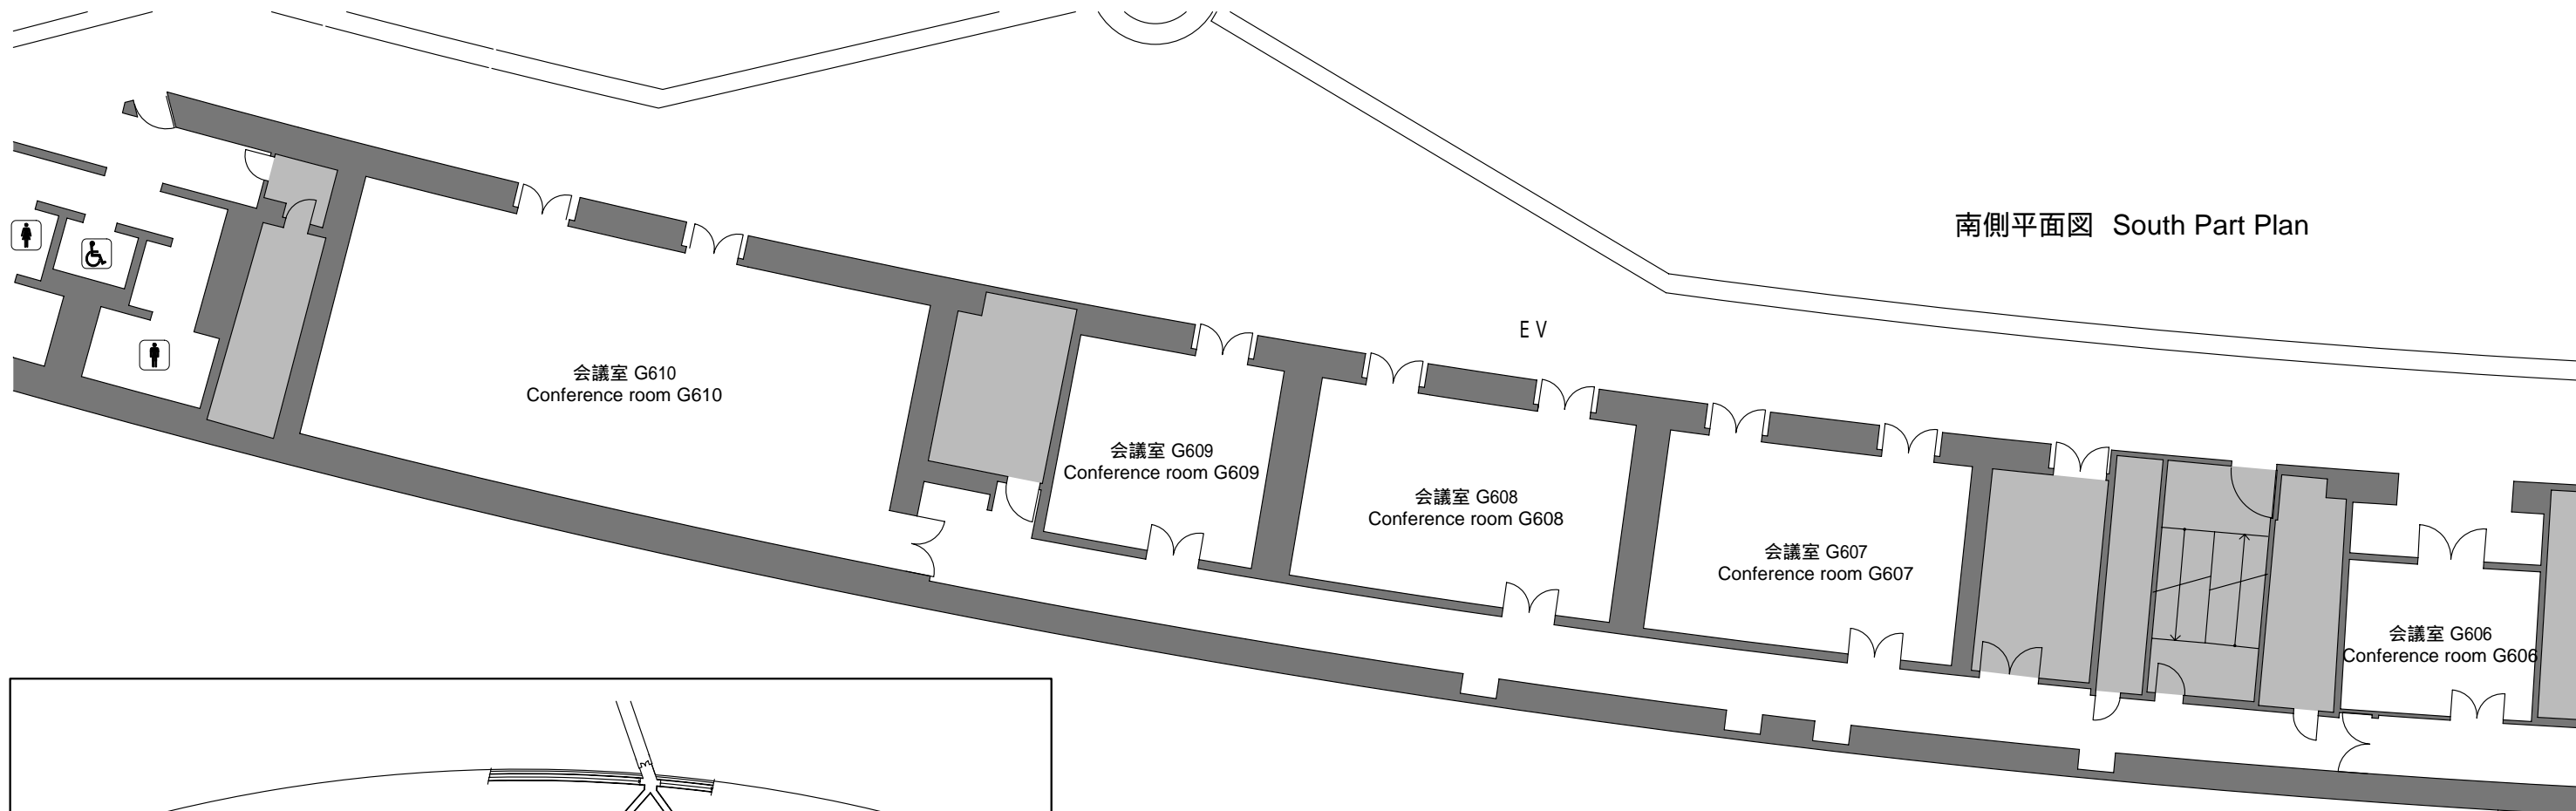 南側平面図 South Part Plan
EV
会議室 G610
Conference room G610
会議室 G609
Conference room G609
会議室 G608
Conference room G608
会議室 G607
Conference room G607
会議室 G606
Conference room G606